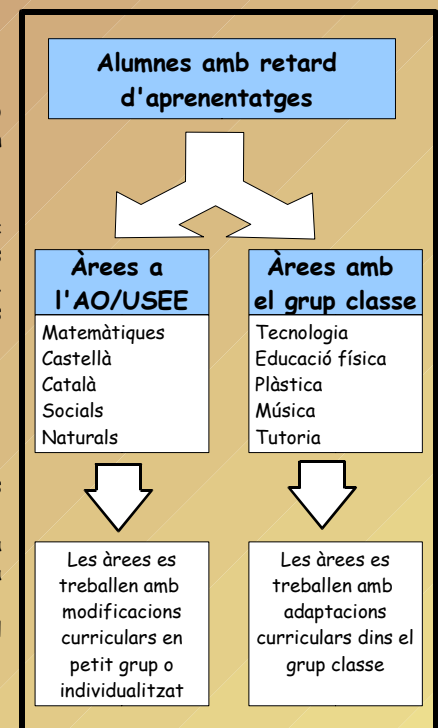 Alumnes amb retard
d'aprenentatges
Àrees a
l'AO/USEE
Matemàtiques
Castellà
Català
Socials
Naturals
Àrees amb
el grup classe
Tecnologia
Educació física
Plàstica
Música
Tutoria
Les àrees es
treballen amb
modificacions
curriculars en
petit grup o
individualitzat
Les àrees es
treballen amb
adaptacions
curriculars dins el
grup classe